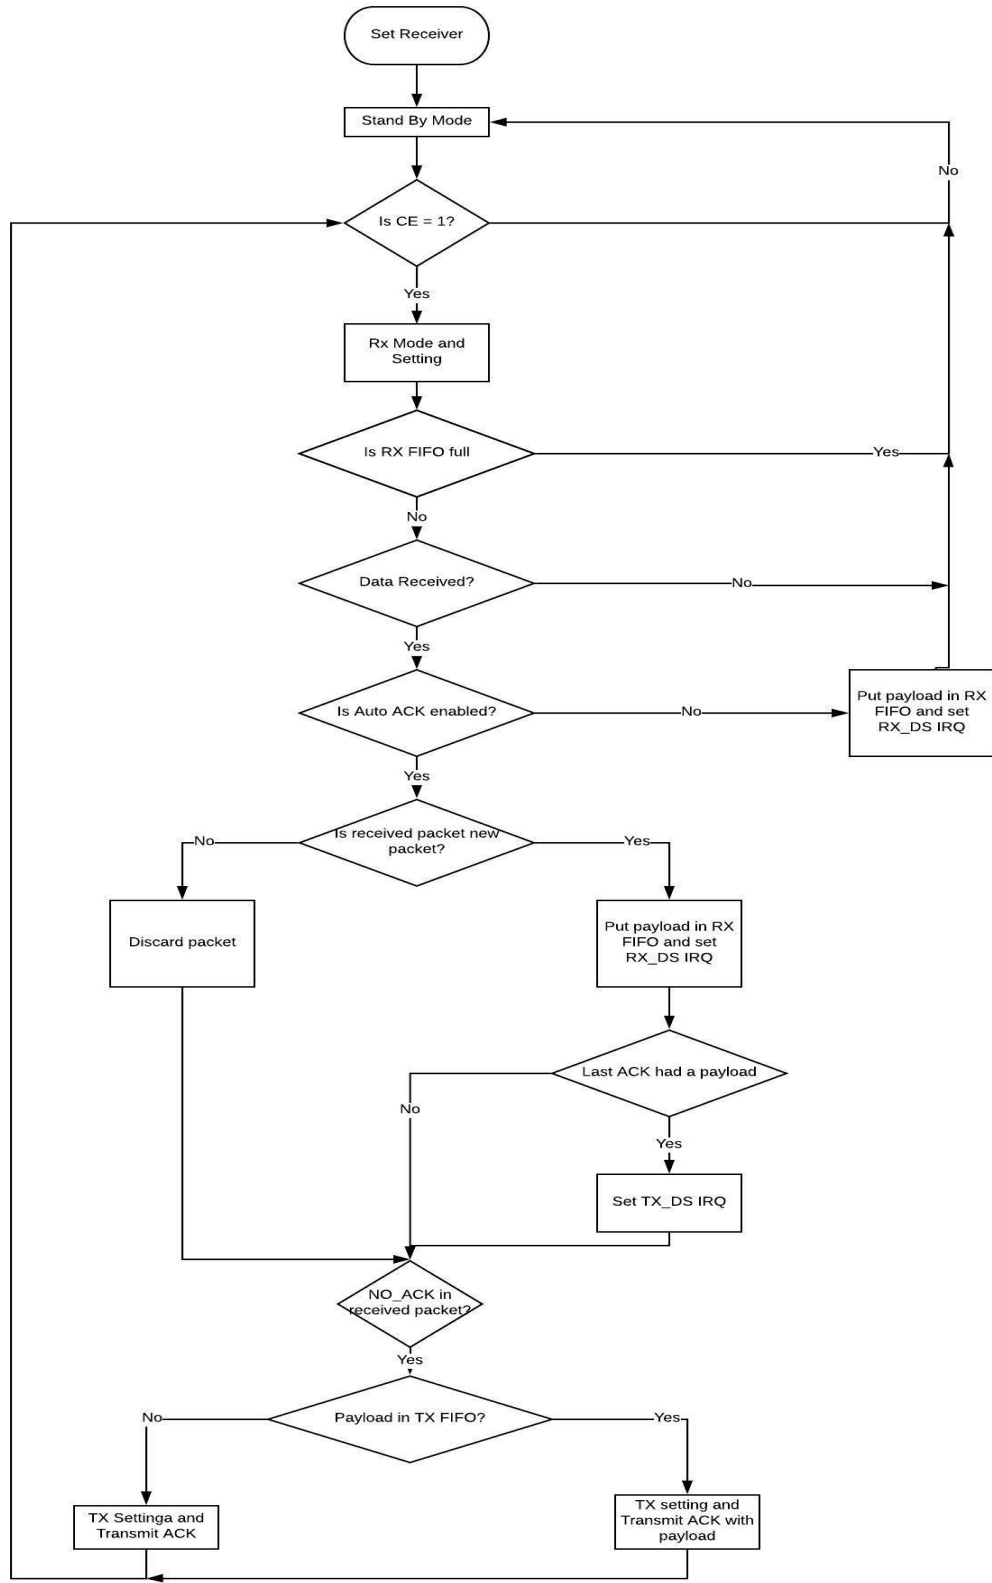 Set Receiver
Stand By Mode
No
Is CE = 1?
Yes
Rx Mode and
Setting
Is RX FIFO full
Yes
No
Data Received?
No
Yes
Put payload in RX
FIFO and set
RX_DS IRQ
Is Auto ACK enabled?
No
Yes
Is received packet new
packet?
No
Yes
Discard packet
Put payload in RX
FIFO and set
RX_DS IRQ
Last ACK had a payload
No
Yes
Set TX_DS IRQ
NO_ACK in
received packet?
Yes
Payload in TX FIFO?
No
Yes
TX Settinga and
Transmit ACK
TX setting and
Transmit ACK with
payload